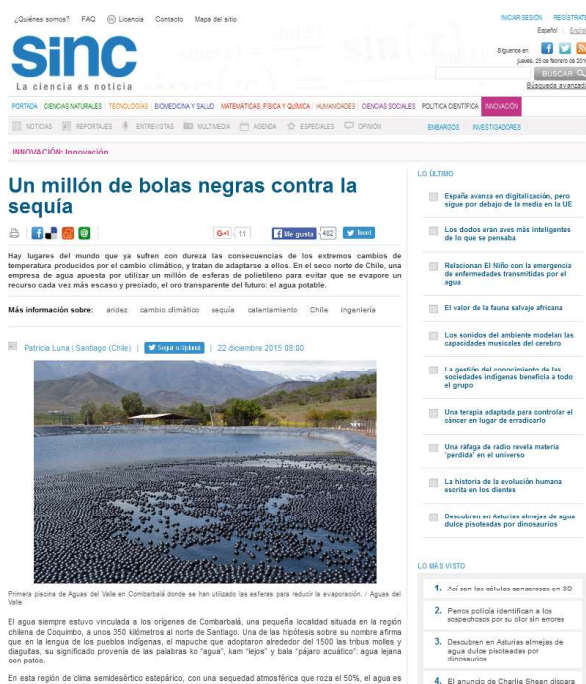 ¿Quiénes somos? FAQ Licencia Contacto Mapa del sitio
INICIAR SESIÓN REGÍSTRATE
Español English
Síguenos en:
jueves, 25 de febrero de 201
BUSCAR
Búsqueda avanzada
sinc
La ciencia es noticia
PORTADA CIENCIAS NATURALES TECNOLOGÍAS BIOMEDICINA Y SALUD MATEMÁTICAS, FÍSICA Y QUÍMICA HUMANIDADES CIENCIAS SOCIALES POLÍTICA CIENTÍFICA INNOVACIÓN
NOTICIAS REPORTAJES ENTREVISTAS MULTIMEDIA AGENDA ESPECIALES OPINIÓN EMBARGOS INVESTIGADORES
INNOVACIÓN: Innovación
Un millón de bolas negras contra la
sequía
G+1 11 Me gusta 482 Tweet
Hay lugares del mundo que ya sufren con dureza las consecuencias de los extremos cambios de
temperatura producidos por el cambio climático, y tratan de adaptarse a ellos. En el seco norte de Chile, una
empresa de agua apuesta por utilizar un millón de esferas de polietileno para evitar que se evapore un
recurso cada vez más escaso y preciado, el oro transparente del futuro: el agua potable.
Más información sobre: aridez cambio climático sequía calentamiento Chile ingeniería
Patricia Luna | Santiago (Chile) | Seguir a @plunat | 22 diciembre 2015 08:00
Primera piscina de Aguas del Valle en Combarbalá donde se han utilizado las esferas para reducir la evaporación. / Aguas del
Valle
El agua siempre estuvo vinculada a los orígenes de Combarbalá, una pequeña localidad situada en la región
chilena de Coquimbo, a unos 350 kilómetros al norte de Santiago. Una de las hipótesis sobre su nombre afirma
que en la lengua de los pueblos indígenas, el mapuche que adoptaron alrededor del 1500 las tribus molles y
diaguitas, su significado provenía de las palabras ko "agua", kam "lejos" y bala "pájaro acuático": agua lejana
con patos.
En esta región de clima semidesértico estepárico, con una sequedad atmosférica que roza el 50%, el agua es
LO ÚLTIMO
España avanza en digitalización, pero
sigue por debajo de la media en la UE
Los dodos eran aves más inteligentes
de lo que se pensaba
Relacionan El Niño con la emergencia
de enfermedades transmitidas por el
agua
El valor de la fauna salvaje africana
Los sonidos del ambiente modelan las
capacidades musicales del cerebro
La gestión del conocimiento de las
sociedades indígenas beneficia a todo
el grupo
Una terapia adaptada para controlar el
cáncer en lugar de erradicarlo
Una ráfaga de radio revela materia
'perdida' en el universo
La historia de la evolución humana
escrita en los dientes
Descubren en Asturias almejas de agua
dulce pisoteadas por dinosaurios
LO MÁS VISTO
1. Así son las células cancerosas en 3D
2. Perros policía identifican a los
sospechosos por su olor sin errores
3. Descubren en Asturias almejas de
agua dulce pisoteadas por
dinosaurios
4. El anuncio de Charlie Sheen dispara